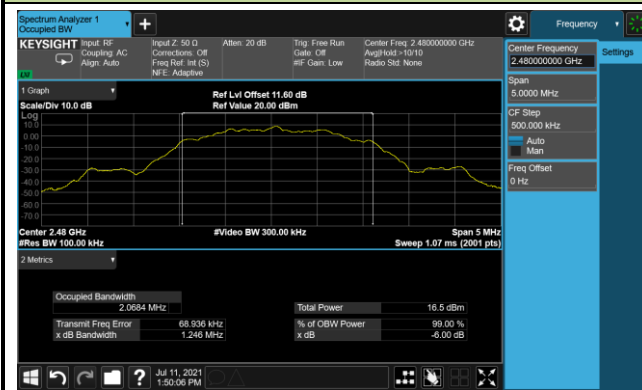 Spectrum Analyzer 1
Occupied BW
+
Frequency
KEYSIGHT
Input: RF
Coupling: AC
Align: Auto
Input Z: 50 Ω
Corrections: Off
Freq Ref: Int (S)
NFE: Adaptive
Atten: 20 dB
Trig: Free Run
Gate: Off
#IF Gain: Low
Center Freq: 2.480000000 GHz
Avg|Hold:>10/10
Radio Std: None
Center Frequency
2.480000000 GHz
Settings
Span
5.0000 MHz
CF Step
500.000 kHz
Auto
Man
Freq Offset
0 Hz
1 Graph
Scale/Div 10.0 dB
Ref Lvl Offset 11.60 dB
Ref Value 20.00 dBm
Log
10.0
0.00
-10.0
-20.0
-30.0
-40.0
-50.0
-60.0
-70.0
Center 2.48 GHz
#Video BW 300.00 kHz
Span 5 MHz
#Res BW 100.00 kHz
Sweep 1.07 ms (2001 pts)
2 Metrics
Occupied Bandwidth
2.0684 MHz
Total Power
16.5 dBm
Transmit Freq Error
68.936 kHz
% of OBW Power
99.00 %
x dB Bandwidth
1.246 MHz
x dB
-6.00 dB
?
Jul 11, 2021
1:50:06 PM